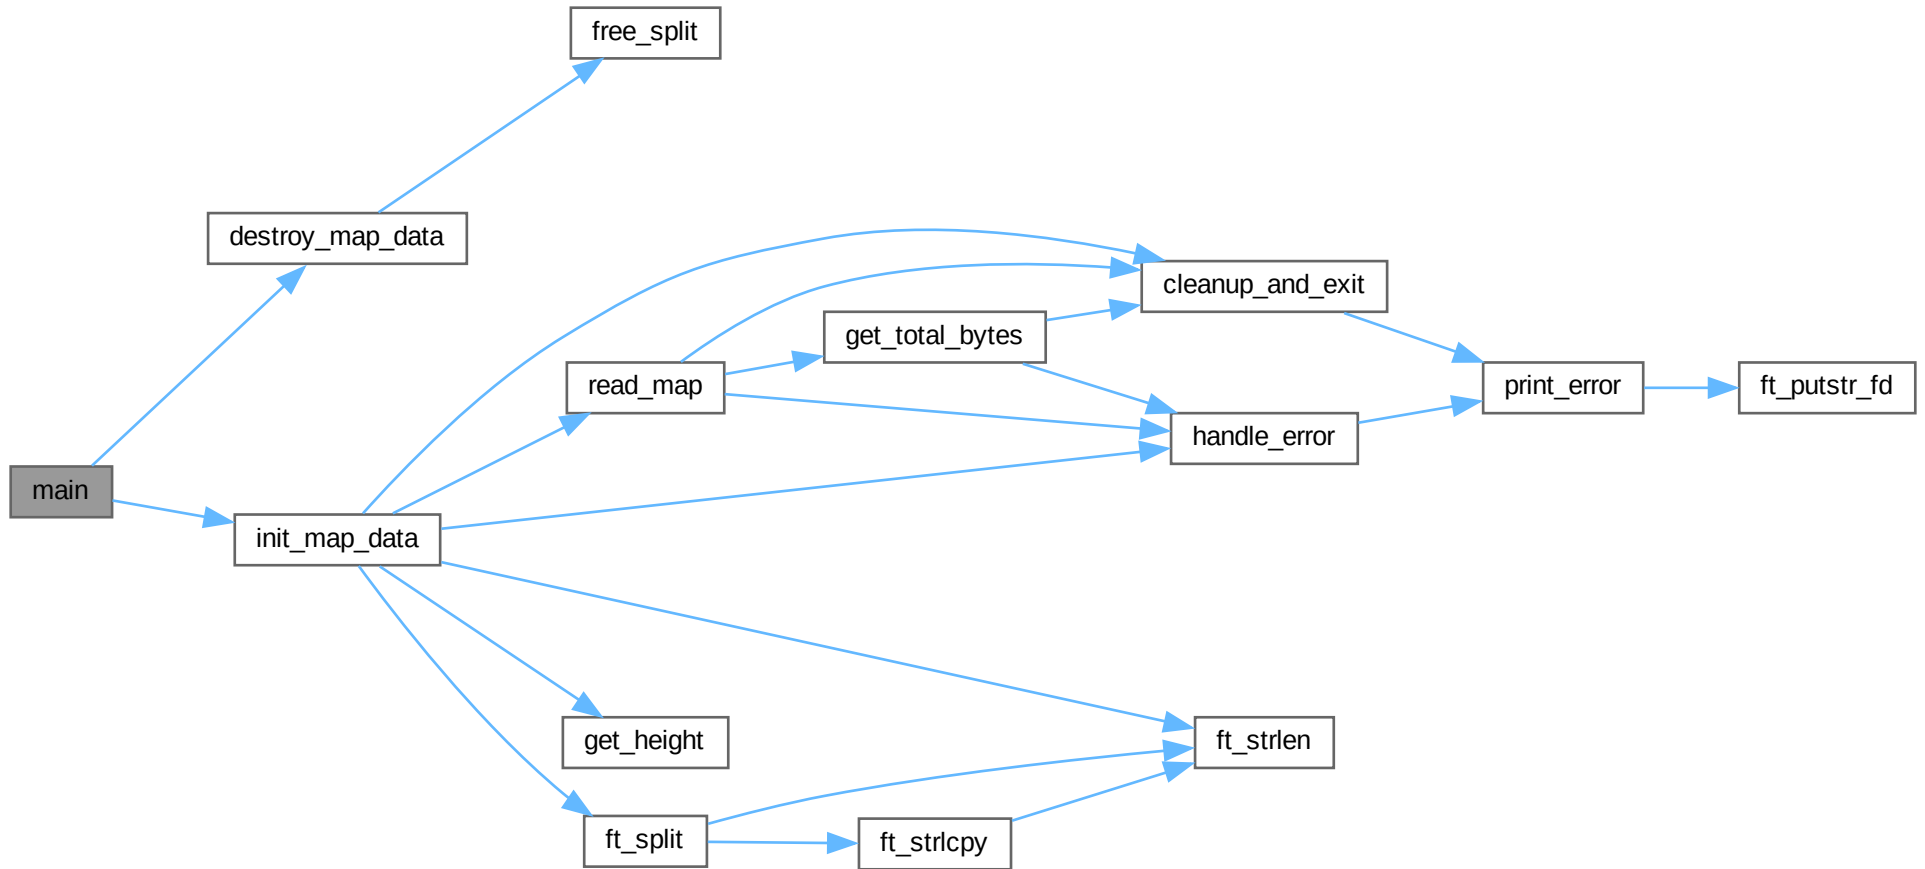 free_split
destroy_map_data
cleanup_and_exit
get_total_bytes
read_map
print_error
ft_putstr_fd
handle_error
main
init_map_data
get_height
ft_strlen
ft_split
ft_strlcpy